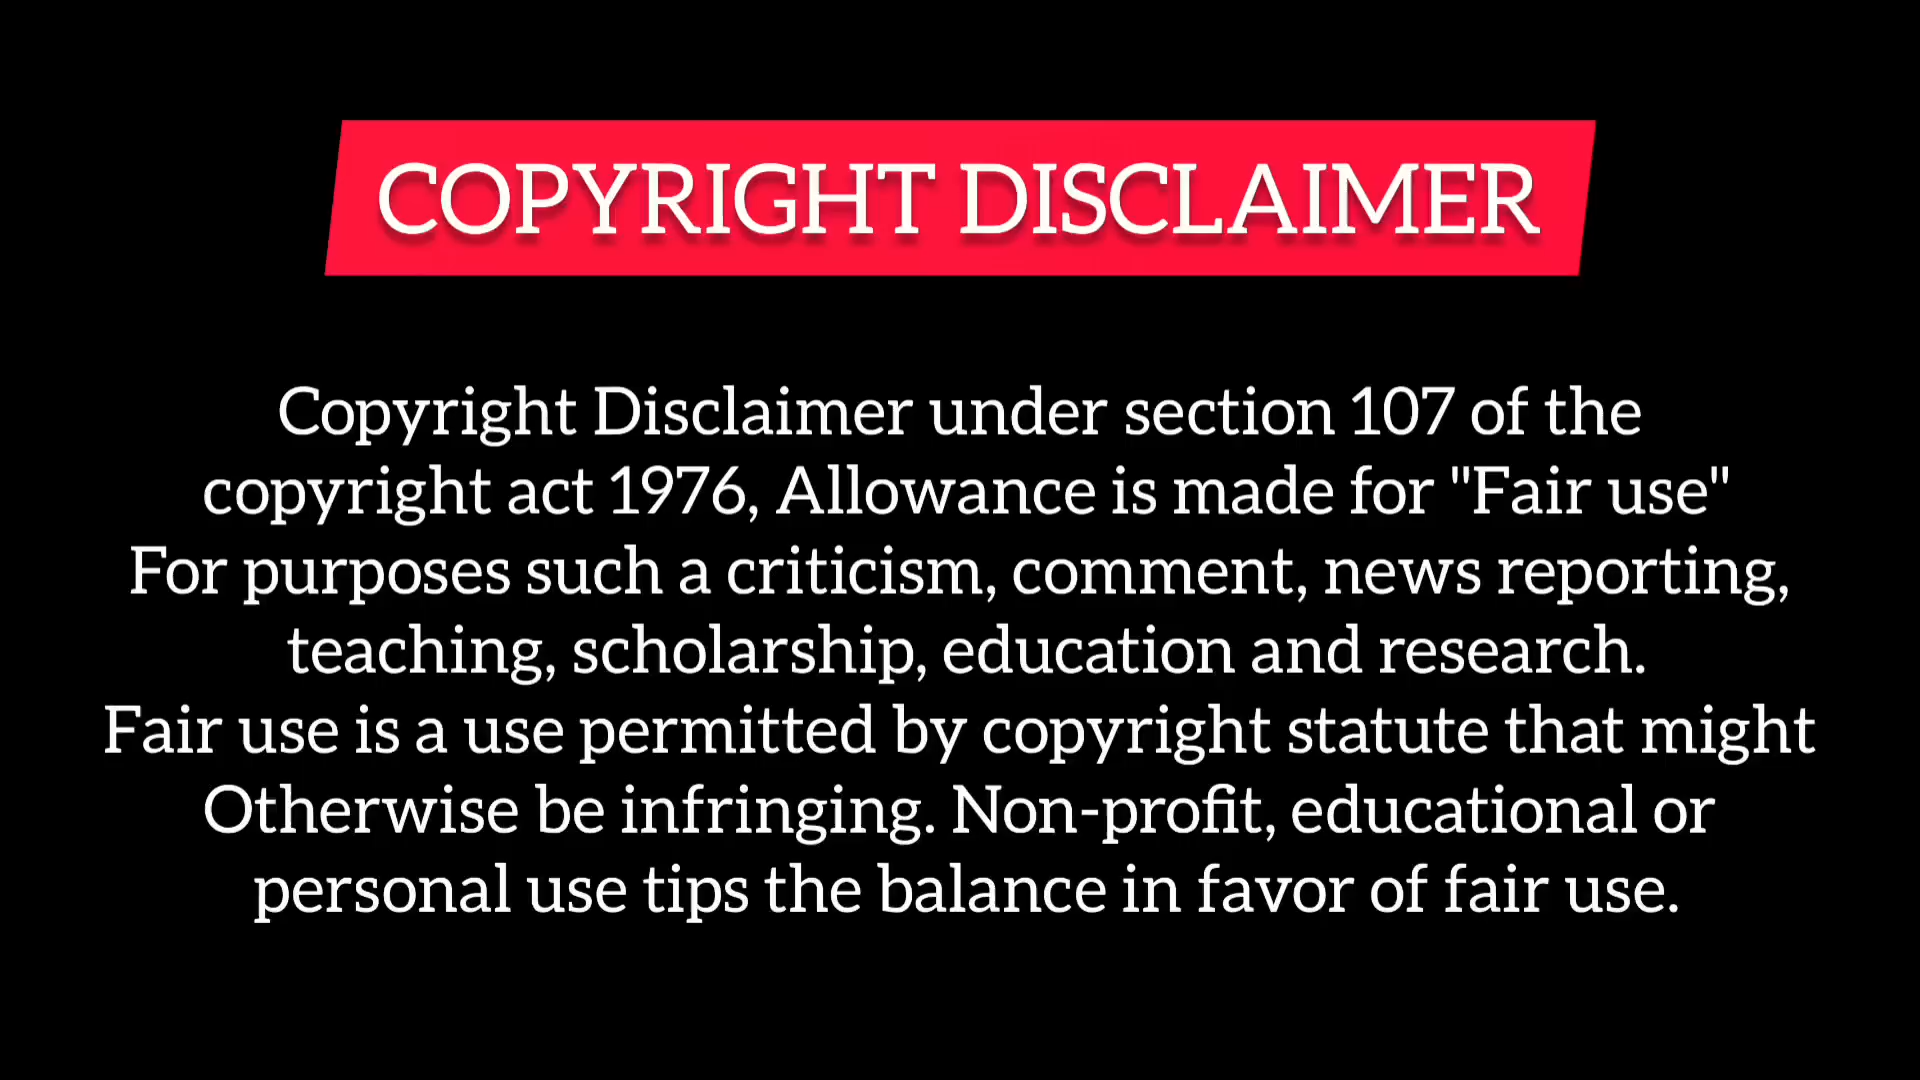 COPYRIGHT DISCLAIMER
Copyright Disclaimer under section 107 of the
copyright act 1976, Allowance is made for "Fair use"
For purposes such a criticism, comment, news reporting,
teaching, scholarship, education and research.
Fair use is a use permitted by copyright statute that might
Otherwise be infringing. Non-profit, educational or
personal use tips the balance in favor of fair use.